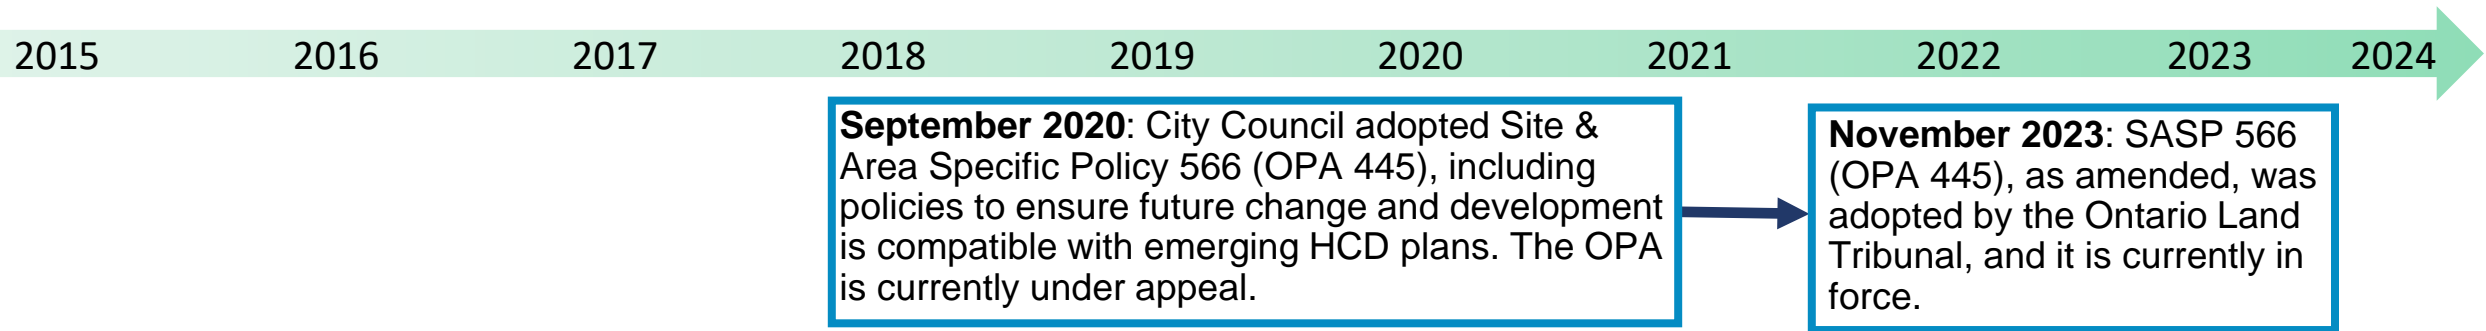 2015 2016 2017 2018 2019 2020 2021 2022 2023 2024
September 2020: City Council adopted Site &
Area Specific Policy 566 (OPA 445), including
policies to ensure future change and development
is compatible with emerging HCD plans. The OPA
is currently under appeal.
November 2023: SASP 566
(OPA 445), as amended, was
adopted by the Ontario Land
Tribunal, and it is currently in
force.